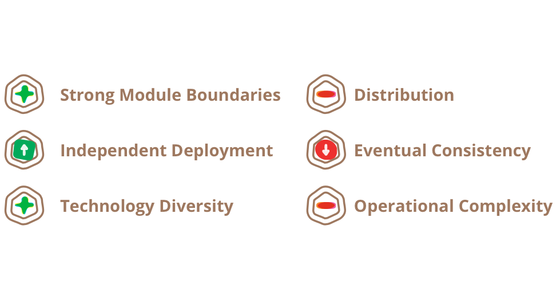 Strong Module Boundaries
Independent Deployment
Technology Diversity
Distribution
Eventual Consistency
Operational Complexity